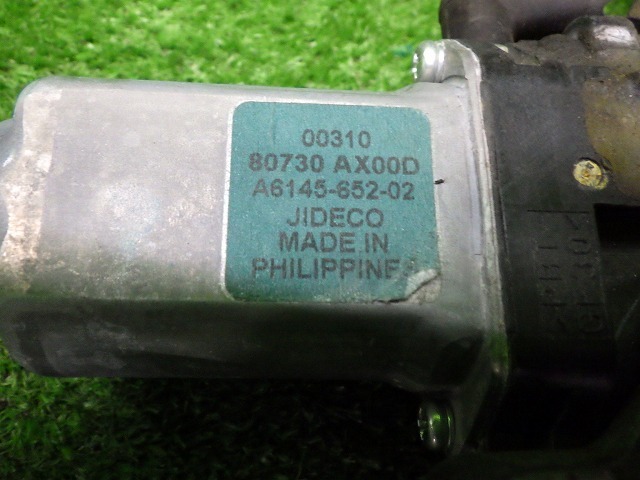 00310
80730 AX00D
A6145-652-02
JIDECO
MADE IN
PHILIPPINE